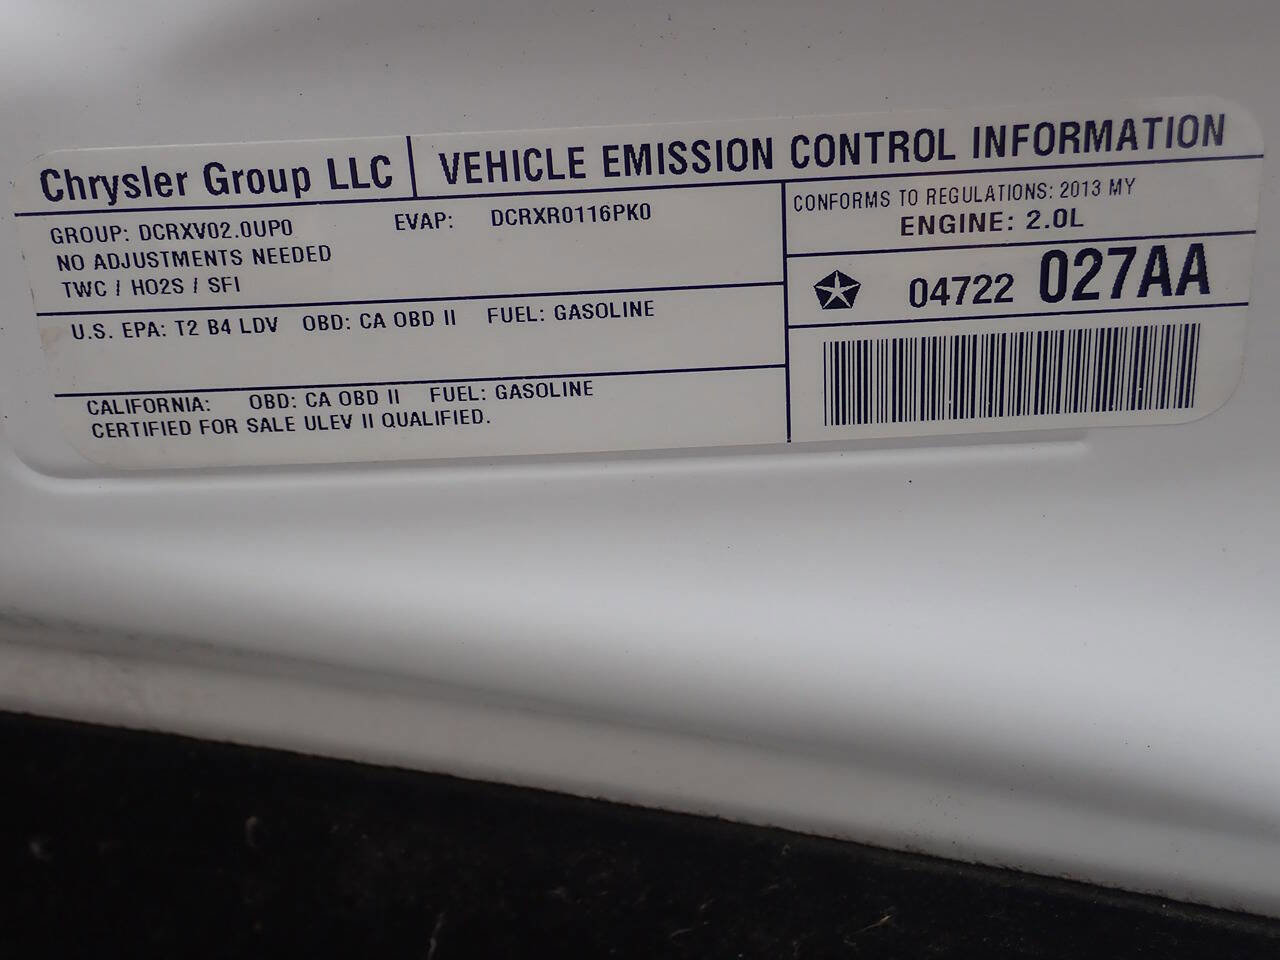 Chrysler Group LLC
VEHICLE EMISSION CONTROL INFORMATION
GROUP: DCRXV02.0UP0 EVAP: DCRXR0116PK0
NO ADJUSTMENTS NEEDED
TWC / HO2S / SFI
U.S. EPA: T2 B4 LDV OBD: CA OBD II FUEL: GASOLINE
CALIFORNIA: OBD: CA OBD II FUEL: GASOLINE
CERTIFIED FOR SALE ULEV II QUALIFIED.
CONFORMS TO REGULATIONS: 2013 MY
ENGINE: 2.0L
04722 027AA